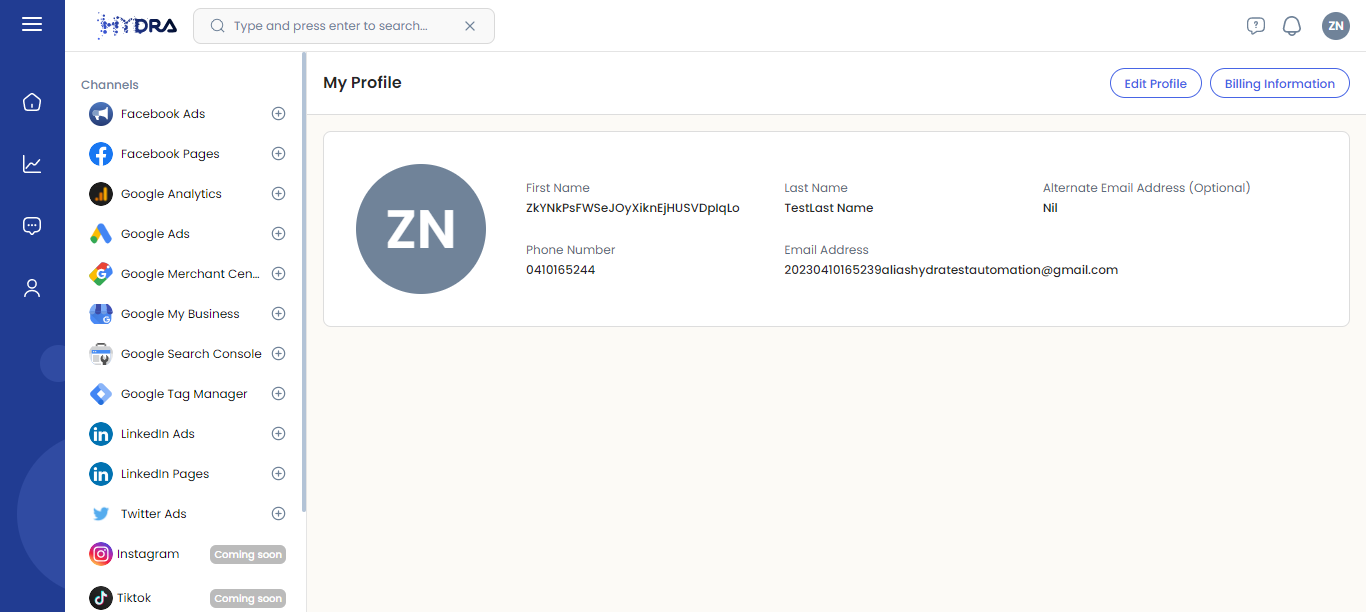 HYDRA
Type and press enter to search...
ZN
Channels
Facebook Ads
Facebook Pages
Google Analytics
Google Ads
Google Merchant Cen...
Google My Business
Google Search Console
Google Tag Manager
LinkedIn Ads
LinkedIn Pages
Twitter Ads
Instagram Coming soon
Tiktok Coming soon
My Profile
Edit Profile
Billing Information
ZN
First Name
ZkYNkPsFWSeJOyXiknEjHUSVDpIqLo
Last Name
TestLast Name
Alternate Email Address (Optional)
Nil
Phone Number
0410165244
Email Address
20230410165239aliashydratestautomation@gmail.com